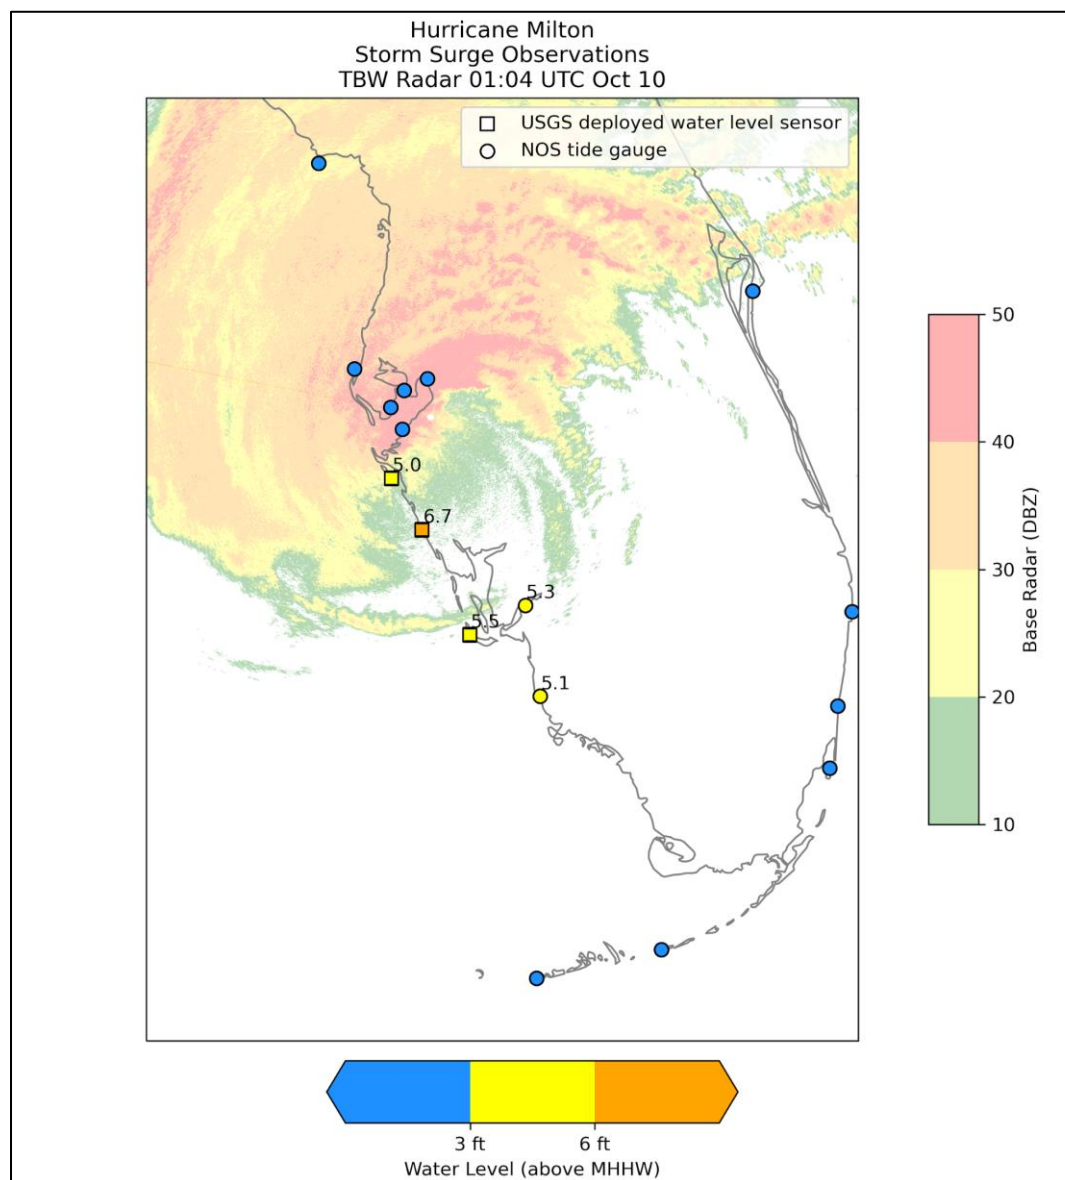 Hurricane Milton
Storm Surge Observations
TBW Radar 01:04 UTC Oct 10
USGS deployed water level sensor
NOS tide gauge
5.0
6.7
5.3
5.5
5.1
50
40
30
20
10
Base Radar (DBZ)
3 ft
6 ft
Water Level (above MHHW)